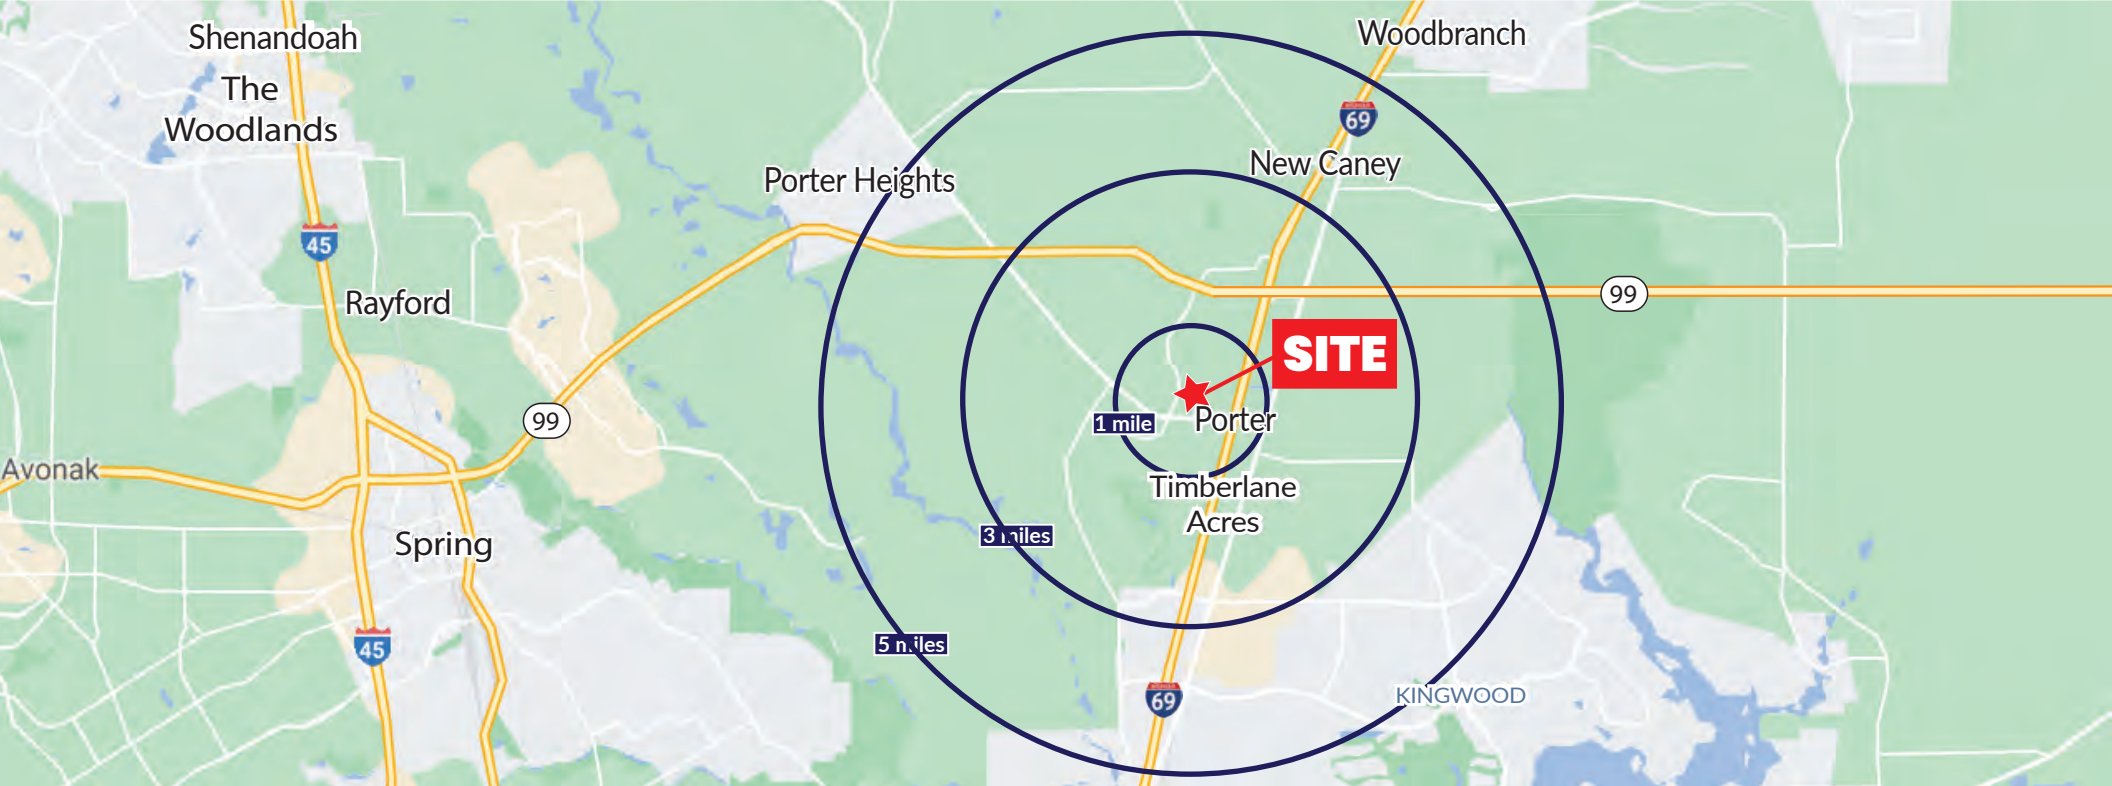 Shenandoah
The
Woodlands
Woodbranch
69
New Caney
Porter Heights
45
Rayford
99
SITE
99
1 mile
Porter
Avonak
Timberlane
Acres
3 miles
Spring
5 miles
45
69
KINGWOOD